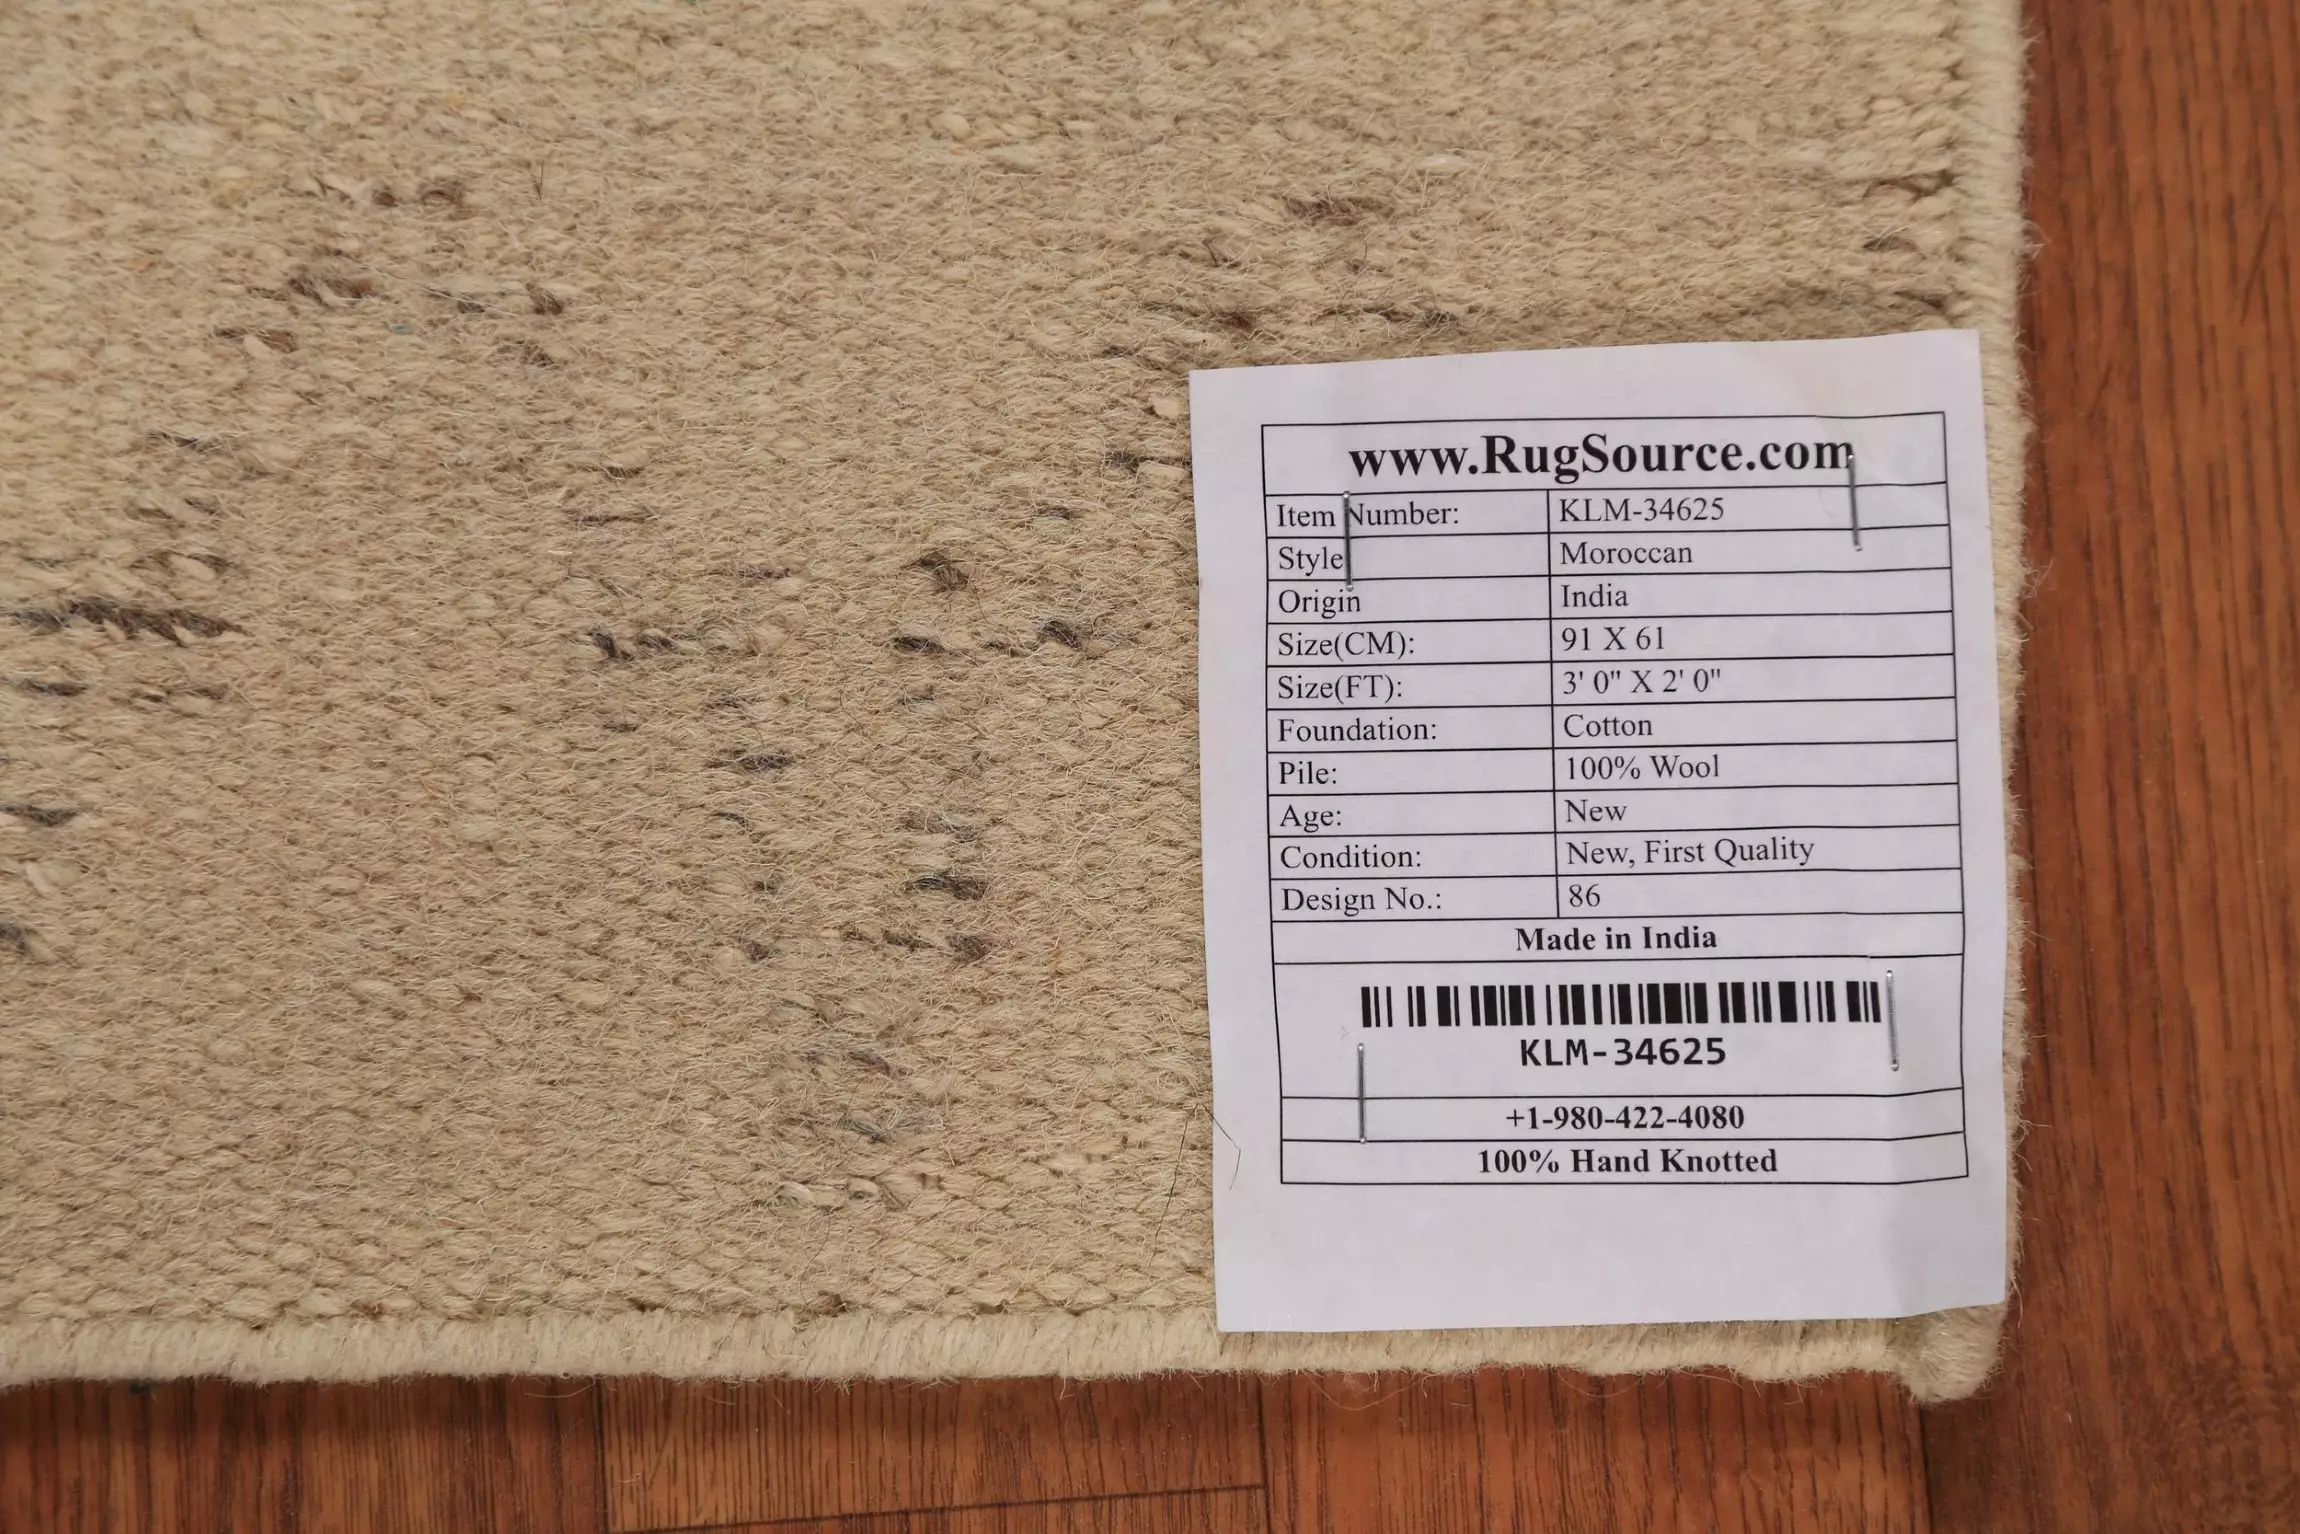 www.RugSource.com
Item Number: KLM-34625
Style Moroccan
Origin India
Size(CM): 91 X 61
Size(FT): 3' 0" X 2' 0"
Foundation: Cotton
Pile: 100% Wool
Age: New
Condition: New, First Quality
Design No.: 86
Made in India
KLM-34625
+1-980-422-4080
100% Hand Knotted